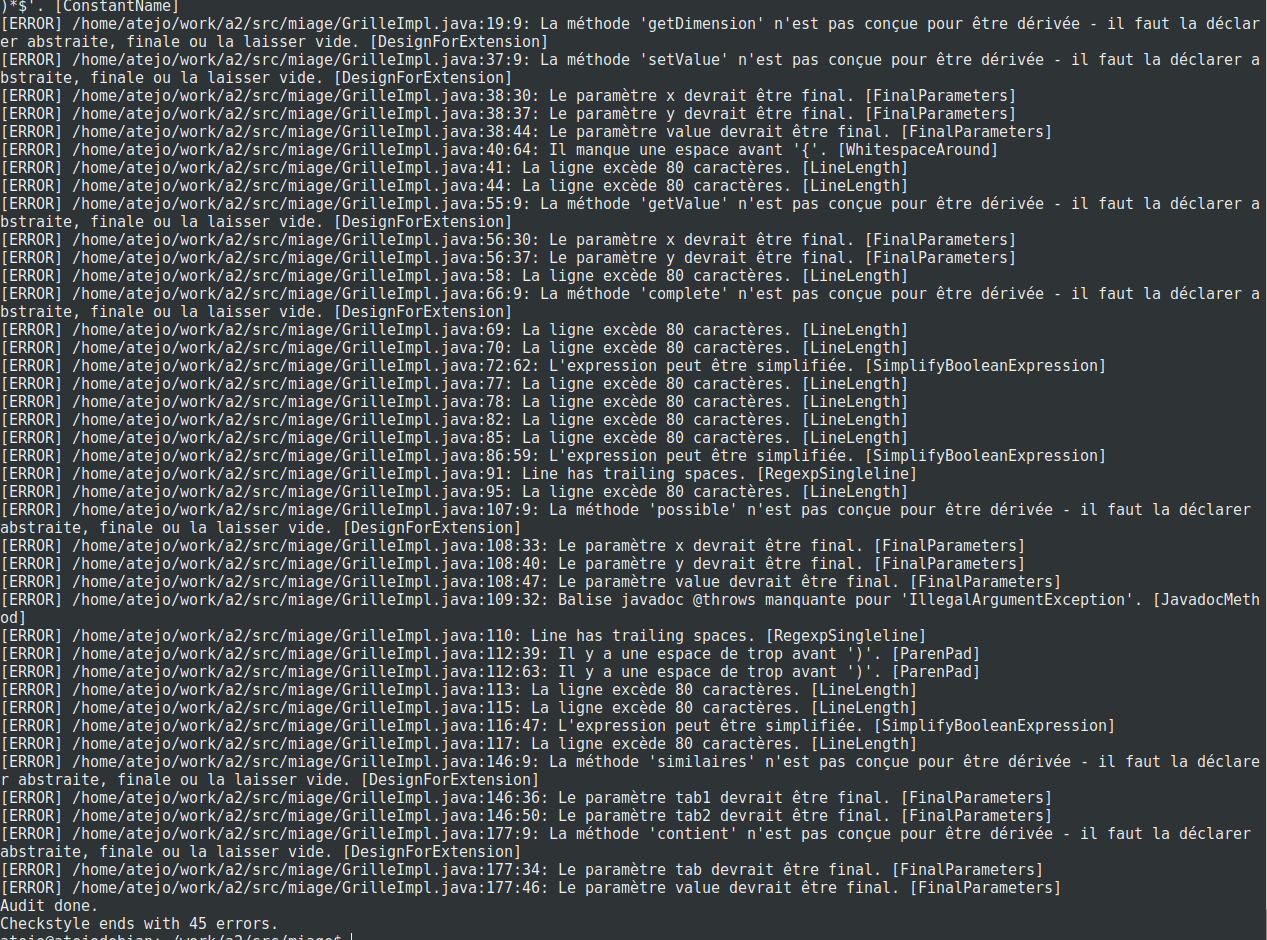 )*$'. [ConstantName]
[ERROR] /home/atejo/work/a2/src/miage/GrilleImpl.java:19:9: La méthode 'getDimension' n'est pas conçue pour être dérivée - il faut la déclar
er abstraite, finale ou la laisser vide. [DesignForExtension]
[ERROR] /home/atejo/work/a2/src/miage/GrilleImpl.java:37:9: La méthode 'setValue' n'est pas conçue pour être dérivée - il faut la déclarer a
bstraite, finale ou la laisser vide. [DesignForExtension]
[ERROR] /home/atejo/work/a2/src/miage/GrilleImpl.java:38:30: Le paramètre x devrait être final. [FinalParameters]
[ERROR] /home/atejo/work/a2/src/miage/GrilleImpl.java:38:37: Le paramètre y devrait être final. [FinalParameters]
[ERROR] /home/atejo/work/a2/src/miage/GrilleImpl.java:38:44: Le paramètre value devrait être final. [FinalParameters]
[ERROR] /home/atejo/work/a2/src/miage/GrilleImpl.java:40:64: Il manque une espace avant '{'. [WhitespaceAround]
[ERROR] /home/atejo/work/a2/src/miage/GrilleImpl.java:41: La ligne excède 80 caractères. [LineLength]
[ERROR] /home/atejo/work/a2/src/miage/GrilleImpl.java:44: La ligne excède 80 caractères. [LineLength]
[ERROR] /home/atejo/work/a2/src/miage/GrilleImpl.java:55:9: La méthode 'getValue' n'est pas conçue pour être dérivée - il faut la déclarer a
bstraite, finale ou la laisser vide. [DesignForExtension]
[ERROR] /home/atejo/work/a2/src/miage/GrilleImpl.java:56:30: Le paramètre x devrait être final. [FinalParameters]
[ERROR] /home/atejo/work/a2/src/miage/GrilleImpl.java:56:37: Le paramètre y devrait être final. [FinalParameters]
[ERROR] /home/atejo/work/a2/src/miage/GrilleImpl.java:58: La ligne excède 80 caractères. [LineLength]
[ERROR] /home/atejo/work/a2/src/miage/GrilleImpl.java:66:9: La méthode 'complete' n'est pas conçue pour être dérivée - il faut la déclarer a
bstraite, finale ou la laisser vide. [DesignForExtension]
[ERROR] /home/atejo/work/a2/src/miage/GrilleImpl.java:69: La ligne excède 80 caractères. [LineLength]
[ERROR] /home/atejo/work/a2/src/miage/GrilleImpl.java:70: La ligne excède 80 caractères. [LineLength]
[ERROR] /home/atejo/work/a2/src/miage/GrilleImpl.java:72:62: L'expression peut être simplifiée. [SimplifyBooleanExpression]
[ERROR] /home/atejo/work/a2/src/miage/GrilleImpl.java:77: La ligne excède 80 caractères. [LineLength]
[ERROR] /home/atejo/work/a2/src/miage/GrilleImpl.java:78: La ligne excède 80 caractères. [LineLength]
[ERROR] /home/atejo/work/a2/src/miage/GrilleImpl.java:82: La ligne excède 80 caractères. [LineLength]
[ERROR] /home/atejo/work/a2/src/miage/GrilleImpl.java:85: La ligne excède 80 caractères. [LineLength]
[ERROR] /home/atejo/work/a2/src/miage/GrilleImpl.java:86:59: L'expression peut être simplifiée. [SimplifyBooleanExpression]
[ERROR] /home/atejo/work/a2/src/miage/GrilleImpl.java:91: Line has trailing spaces. [RegexpSingleline]
[ERROR] /home/atejo/work/a2/src/miage/GrilleImpl.java:95: La ligne excède 80 caractères. [LineLength]
[ERROR] /home/atejo/work/a2/src/miage/GrilleImpl.java:107:9: La méthode 'possible' n'est pas conçue pour être dérivée - il faut la déclarer
abstraite, finale ou la laisser vide. [DesignForExtension]
[ERROR] /home/atejo/work/a2/src/miage/GrilleImpl.java:108:33: Le paramètre x devrait être final. [FinalParameters]
[ERROR] /home/atejo/work/a2/src/miage/GrilleImpl.java:108:40: Le paramètre y devrait être final. [FinalParameters]
[ERROR] /home/atejo/work/a2/src/miage/GrilleImpl.java:108:47: Le paramètre value devrait être final. [FinalParameters]
[ERROR] /home/atejo/work/a2/src/miage/GrilleImpl.java:109:32: Balise javadoc @throws manquante pour 'IllegalArgumentException'. [JavadocMeth
od]
[ERROR] /home/atejo/work/a2/src/miage/GrilleImpl.java:110: Line has trailing spaces. [RegexpSingleline]
[ERROR] /home/atejo/work/a2/src/miage/GrilleImpl.java:112:39: Il y a une espace de trop avant ')'. [ParenPad]
[ERROR] /home/atejo/work/a2/src/miage/GrilleImpl.java:112:63: Il y a une espace de trop avant ')'. [ParenPad]
[ERROR] /home/atejo/work/a2/src/miage/GrilleImpl.java:113: La ligne excède 80 caractères. [LineLength]
[ERROR] /home/atejo/work/a2/src/miage/GrilleImpl.java:115: La ligne excède 80 caractères. [LineLength]
[ERROR] /home/atejo/work/a2/src/miage/GrilleImpl.java:116:47: L'expression peut être simplifiée. [SimplifyBooleanExpression]
[ERROR] /home/atejo/work/a2/src/miage/GrilleImpl.java:117: La ligne excède 80 caractères. [LineLength]
[ERROR] /home/atejo/work/a2/src/miage/GrilleImpl.java:146:9: La méthode 'similaires' n'est pas conçue pour être dérivée - il faut la déclare
r abstraite, finale ou la laisser vide. [DesignForExtension]
[ERROR] /home/atejo/work/a2/src/miage/GrilleImpl.java:146:36: Le paramètre tab1 devrait être final. [FinalParameters]
[ERROR] /home/atejo/work/a2/src/miage/GrilleImpl.java:146:50: Le paramètre tab2 devrait être final. [FinalParameters]
[ERROR] /home/atejo/work/a2/src/miage/GrilleImpl.java:177:9: La méthode 'contient' n'est pas conçue pour être dérivée - il faut la déclarer
abstraite, finale ou la laisser vide. [DesignForExtension]
[ERROR] /home/atejo/work/a2/src/miage/GrilleImpl.java:177:34: Le paramètre tab devrait être final. [FinalParameters]
[ERROR] /home/atejo/work/a2/src/miage/GrilleImpl.java:177:46: Le paramètre value devrait être final. [FinalParameters]
Audit done.
Checkstyle ends with 45 errors.